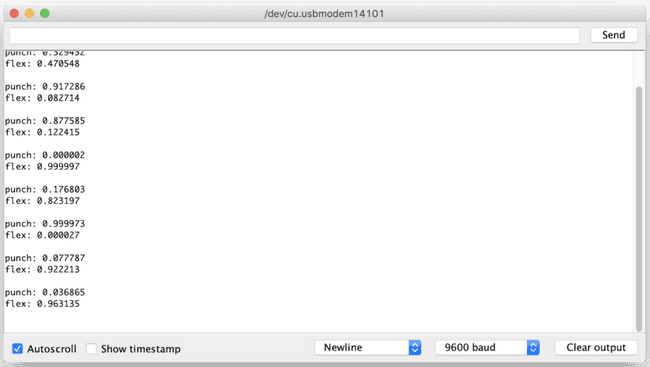 /dev/cu.usbmodem14101
Send
punch: 0.529452
flex: 0.470548
punch: 0.917286
flex: 0.082714
punch: 0.877585
flex: 0.122415
punch: 0.000002
flex: 0.999997
punch: 0.176803
flex: 0.823197
punch: 0.999973
flex: 0.000027
punch: 0.077787
flex: 0.922213
punch: 0.036865
flex: 0.963135
Autoscroll Show timestamp Newline 9600 baud Clear output